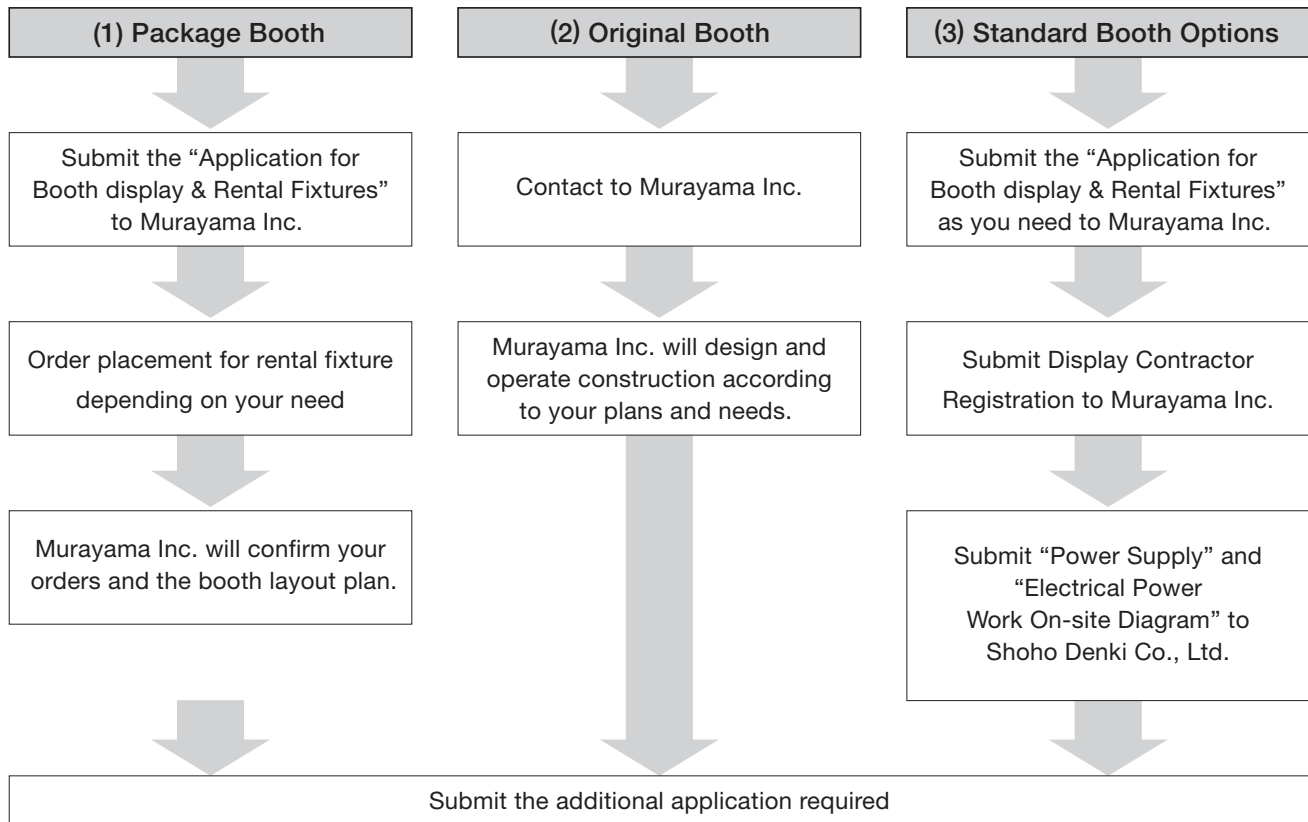 (1) Package Booth
Submit the “Application for
Booth display & Rental Fixtures”
to Murayama Inc.
Order placement for rental fixture
depending on your need
Murayama Inc. will confirm your
orders and the booth layout plan.
(2) Original Booth
Contact to Murayama Inc.
Murayama Inc. will design and
operate construction according
to your plans and needs.
(3) Standard Booth Options
Submit the “Application for
Booth display & Rental Fixtures”
as you need to Murayama Inc.
Submit Display Contractor
Registration to Murayama Inc.
Submit “Power Supply” and
“Electrical Power
Work On-site Diagram” to
Shoho Denki Co., Ltd.
Submit the additional application required